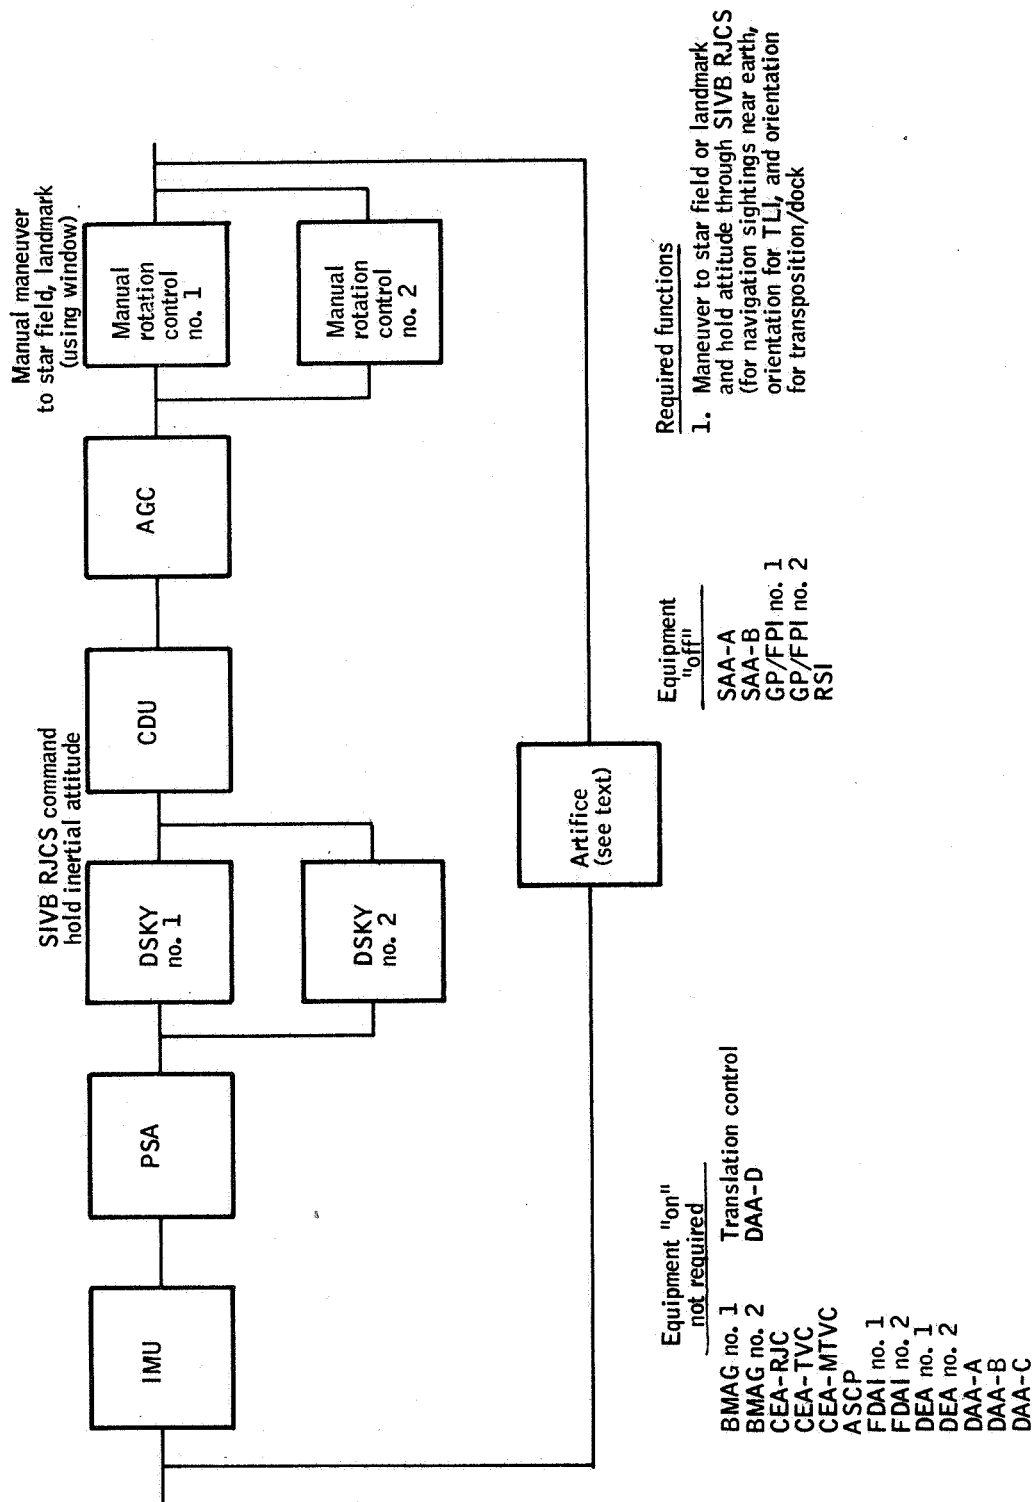 SIVB RJCS command
hold inertial attitude
Manual maneuver
to star field, landmark
(using window)
IMU
PSA
DSKY
no. 1
DSKY
no. 2
CDU
AGC
Manual
rotation
control
no. 1
Manual
rotation
control
no. 2
Artifice
(see text)
Equipment "on"
not required
BMAG no. 1
BMAG no. 2
CEA-RJC
CEA-TVC
CEA-MTVC
ASCP
FDAI no. 1
FDAI no. 2
DEA no. 1
DEA no. 2
DAA-A
DAA-B
DAA-C
Translation control
DAA-D
Equipment
"off"
SAA-A
SAA-B
GP/FPI no. 1
GP/FPI no. 2
RSI
Required functions
1. Maneuver to star field or landmark
and hold attitude through SIVB RJCS
(for navigation sightings near earth,
orientation for TLI, and orientation
for transposition/dock